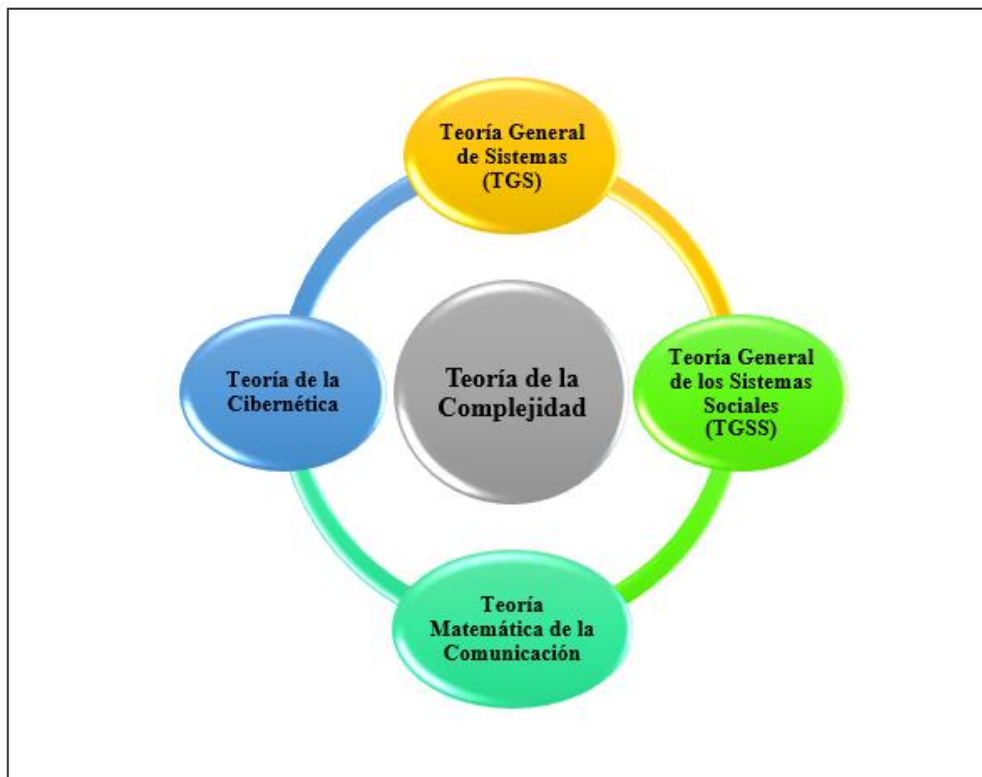 Teoría General
de Sistemas
(TGS)
Teoría de la
Cibernética
Teoría de la
Complejidad
Teoría General
de los Sistemas
Sociales
(TGSS)
Teoría
Matemática de la
Comunicación